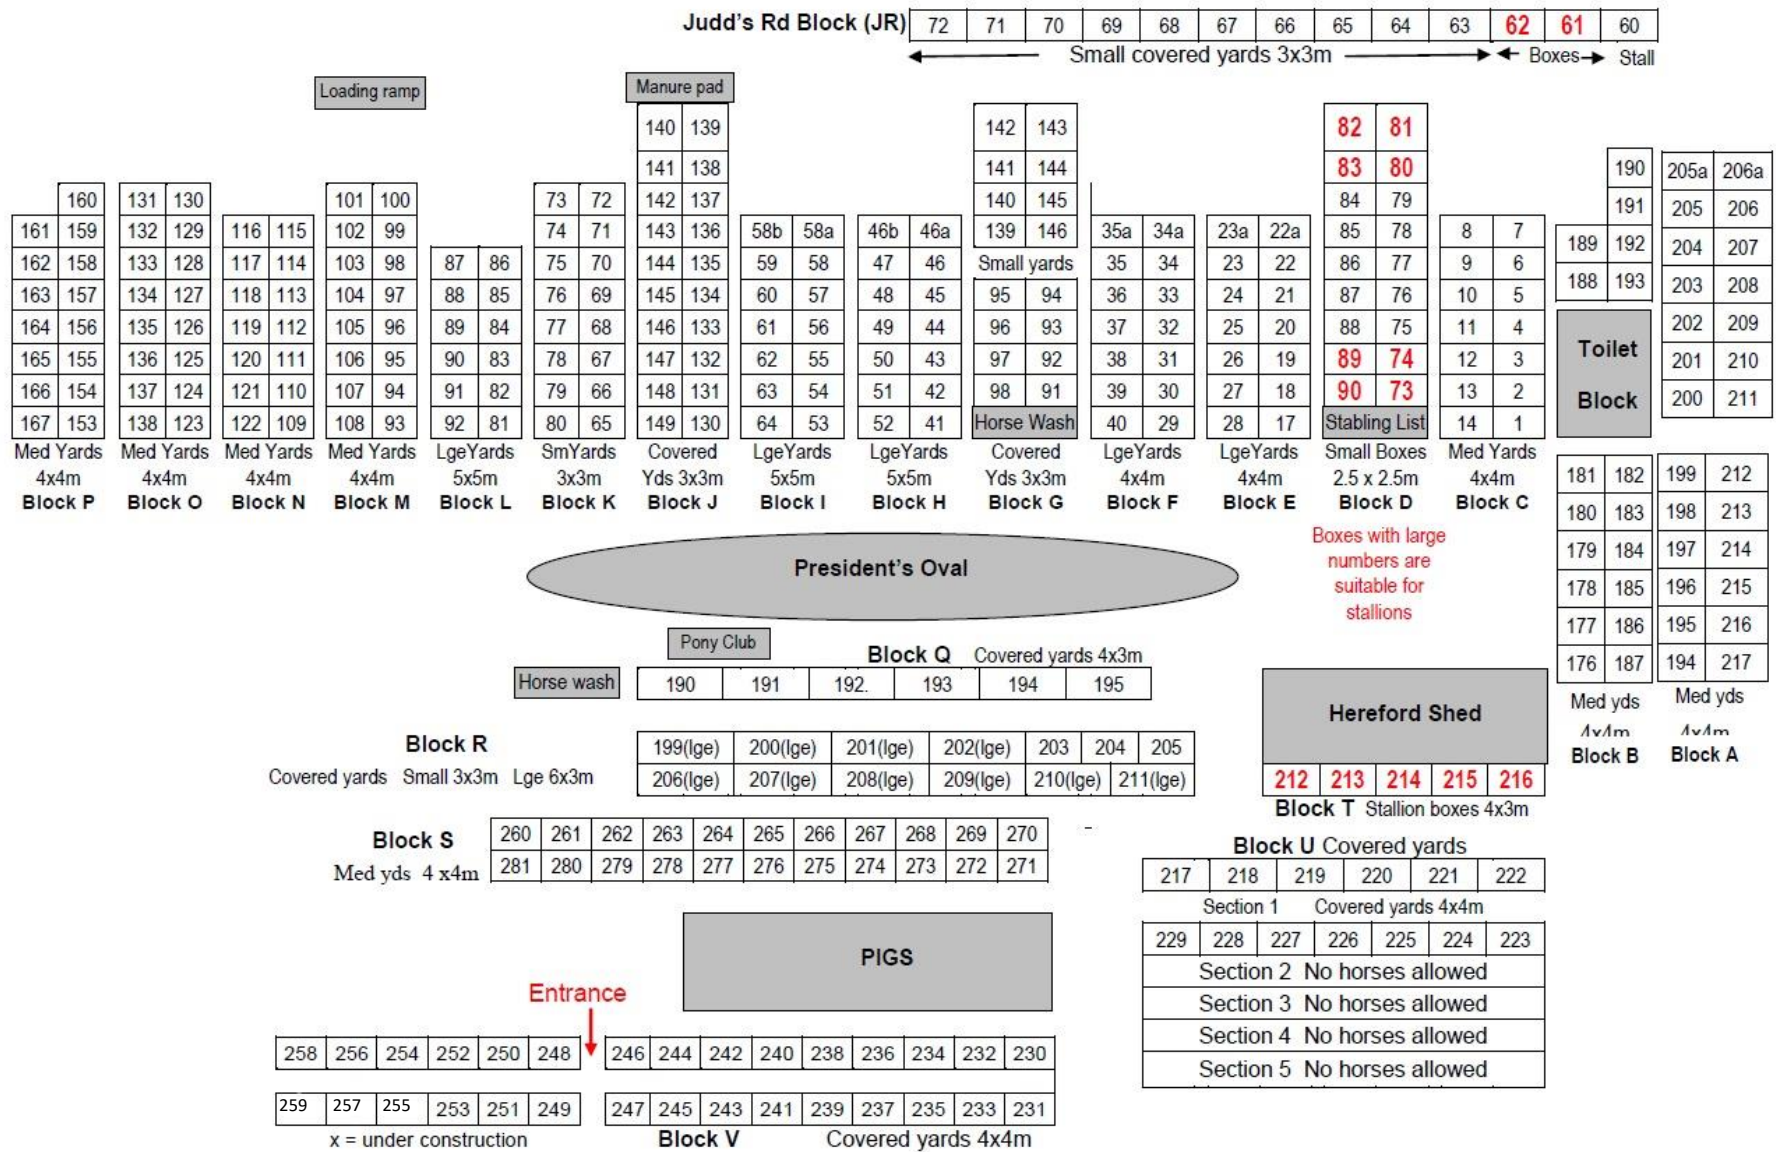 Judd's Rd Block (JR) 72 71 70 69 68 67 66 65 64 63 62 61 60
Small covered yards 3x3m Boxes Stall
Loading ramp
Manure pad
160
161 159
162 158
163 157
164 156
165 155
166 154
167 153
Med Yards
4x4m
Block P
131 130
132 129
133 128
134 127
135 126
136 125
137 124
138 123
Med Yards
4x4m
Block O
116 115
117 114
118 113
119 112
120 111
121 110
122 109
Med Yards
4x4m
Block N
101 100
102 99
103 98
104 97
105 96
106 95
107 94
108 93
Med Yards
4x4m
Block M
87 86
88 85
89 84
90 83
91 82
92 81
LgeYards
5x5m
Block L
73 72
74 71
75 70
76 69
77 68
78 67
79 66
80 65
SmYards
3x3m
Block K
140 139
141 138
142 137
143 136
144 135
145 134
146 133
147 132
148 131
149 130
Covered
Yds 3x3m
Block J
58b 58a
59 58
60 57
61 56
62 55
63 54
64 53
LgeYards
5x5m
Block I
46b 46a
47 46
48 45
49 44
50 43
51 42
52 41
LgeYards
5x5m
Block H
142 143
141 144
140 145
139 146
Small yards
95 94
96 93
97 92
98 91
Horse Wash
Covered
Yds 3x3m
Block G
35a 34a
35 34
36 33
37 32
38 31
39 30
40 29
LgeYards
4x4m
Block F
23a 22a
23 22
24 21
25 20
26 19
27 18
28 17
LgeYards
4x4m
Block E
82 81
83 80
84 79
85 78
86 77
87 76
88 75
89 74
90 73
Stabling List
Small Boxes
2.5 x 2.5m
Block D
Boxes with large
numbers are
suitable for
stallions
8 7
9 6
10 5
11 4
12 3
13 2
14 1
Med Yards
4x4m
Block C
190
191
189 192
188 193
Toilet
Block
181 182
180 183
179 184
178 185
177 186
176 187
Med yds
4x4m
Block B
205a 206a
205 206
204 207
203 208
202 209
201 210
200 211
199 212
198 213
197 214
196 215
195 216
194 217
Med yds
4x4m
Block A
President's Oval
Pony Club
Block Q Covered yards 4x3m
Horse wash
190 191 192. 193 194 195
Block R
Covered yards Small 3x3m Lge 6x3m
199(lge) 200(lge) 201(lge) 202(lge) 203 204 205
206(lge) 207(lge) 208(lge) 209(lge) 210(lge) 211(lge)
Hereford Shed
212 213 214 215 216
Block T Stallion boxes 4x3m
Block S
Med yds 4 x4m
260 261 262 263 264 265 266 267 268 269 270
281 280 279 278 277 276 275 274 273 272 271
-
Block U Covered yards
217 218 219 220 221 222
Section 1 Covered yards 4x4m
229 228 227 226 225 224 223
Section 2 No horses allowed
Section 3 No horses allowed
Section 4 No horses allowed
Section 5 No horses allowed
PIGS
Entrance
258 256 254 252 250 248 246 244 242 240 238 236 234 232 230
259 257 255 253 251 249 247 245 243 241 239 237 235 233 231
x = under construction Block V Covered yards 4x4m